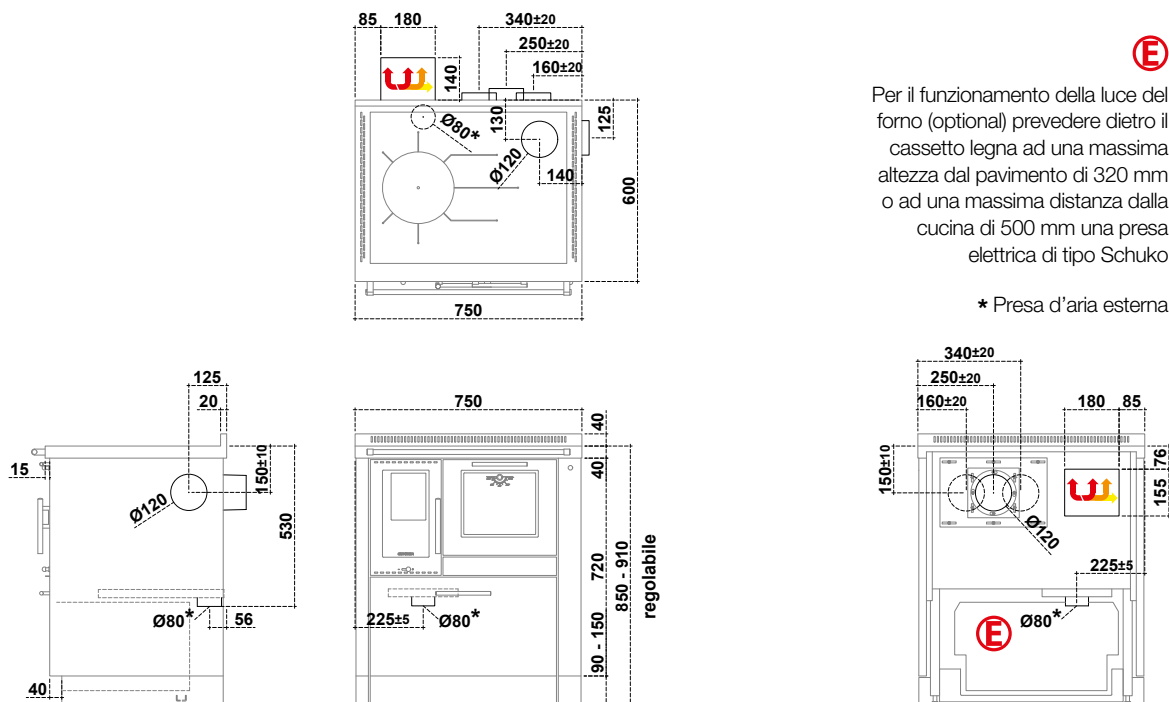 85 180 340±20
250±20
160±20
140
130
125
Ø80*
Ø120
140
600
750
E
Per il funzionamento della luce del
forno (optional) prevedere dietro il
cassetto legna ad una massima
altezza dal pavimento di 320 mm
o ad una massima distanza dalla
cucina di 500 mm una presa
elettrica di tipo Schuko
* Presa d'aria esterna
125
20
15
150±10
Ø120
530
Ø80*
56
40
750
40
40
720
850 - 910
regolabile
225±5
Ø80*
90 - 150
340±20
250±20
160±20
180 85
150±10
76
155
Ø120
225±5
Ø80*
E